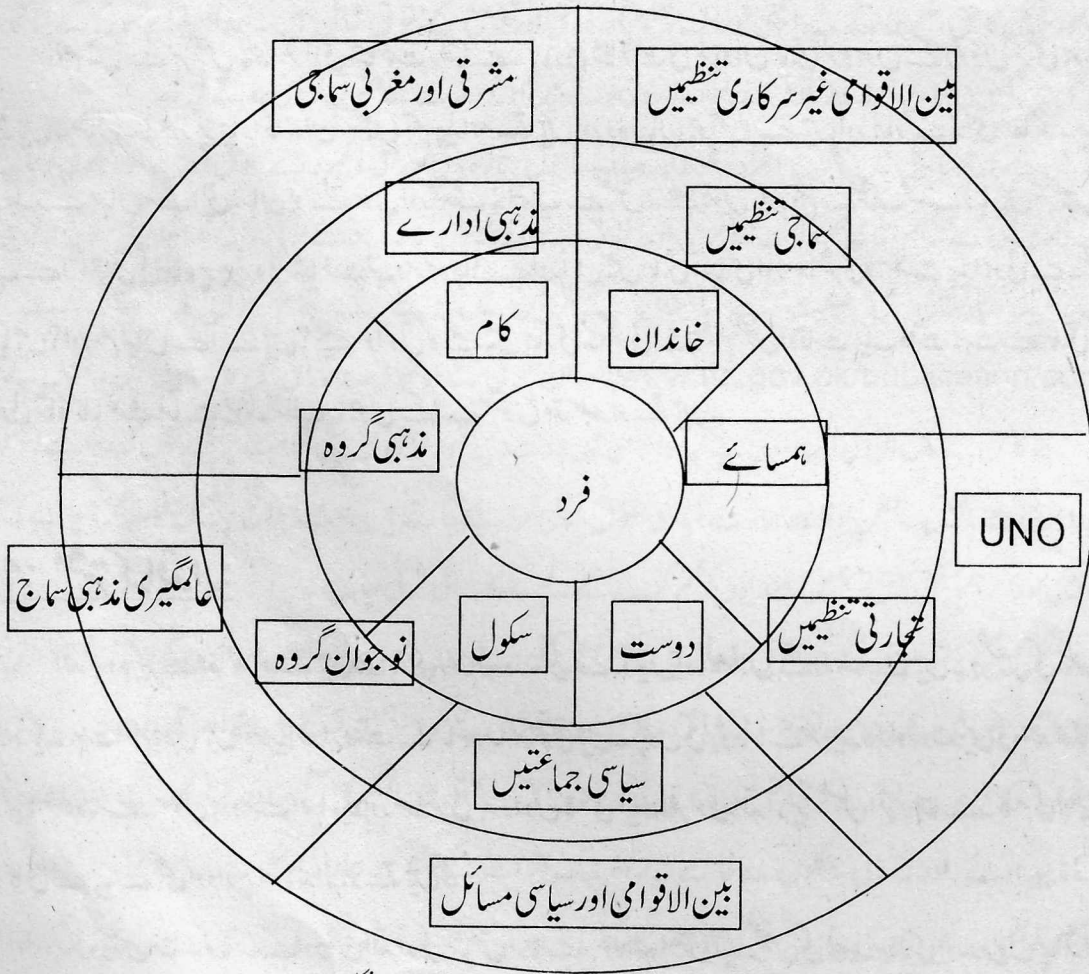 بین الاقوامی غیر سرکاری تنظیمیں
مشرقی اور مغربی سماجی
سماجی تنظیمیں
مذہبی ادارے
خاندان
کام
ہمسائے
فرد
مذہبی گروہ
UNO
عالمگیری مذہبی سماج
تجارتی تنظیمیں
دوست
سکول
نوجوان گروہ
سیاسی جماعتیں
بین الاقوامی اور سیاسی مسائل